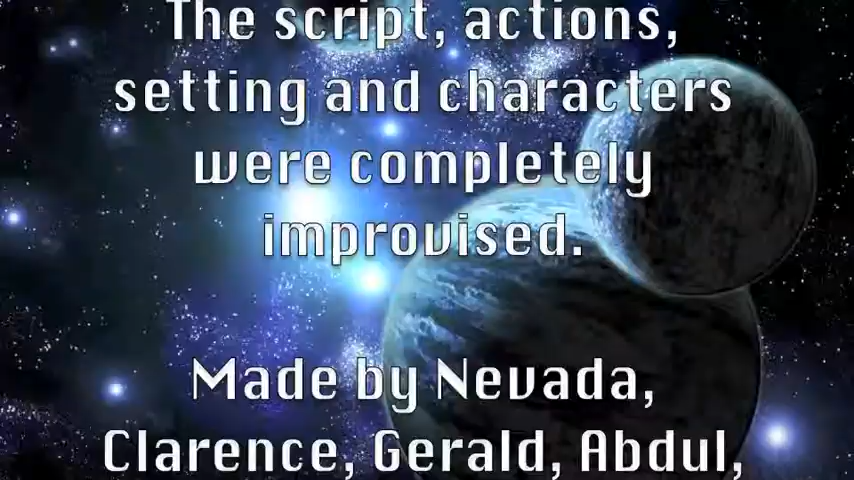 The script, actions,
setting and characters
were completely
improvised.
Made by Nevada,
Clarence, Gerald, Abdul,